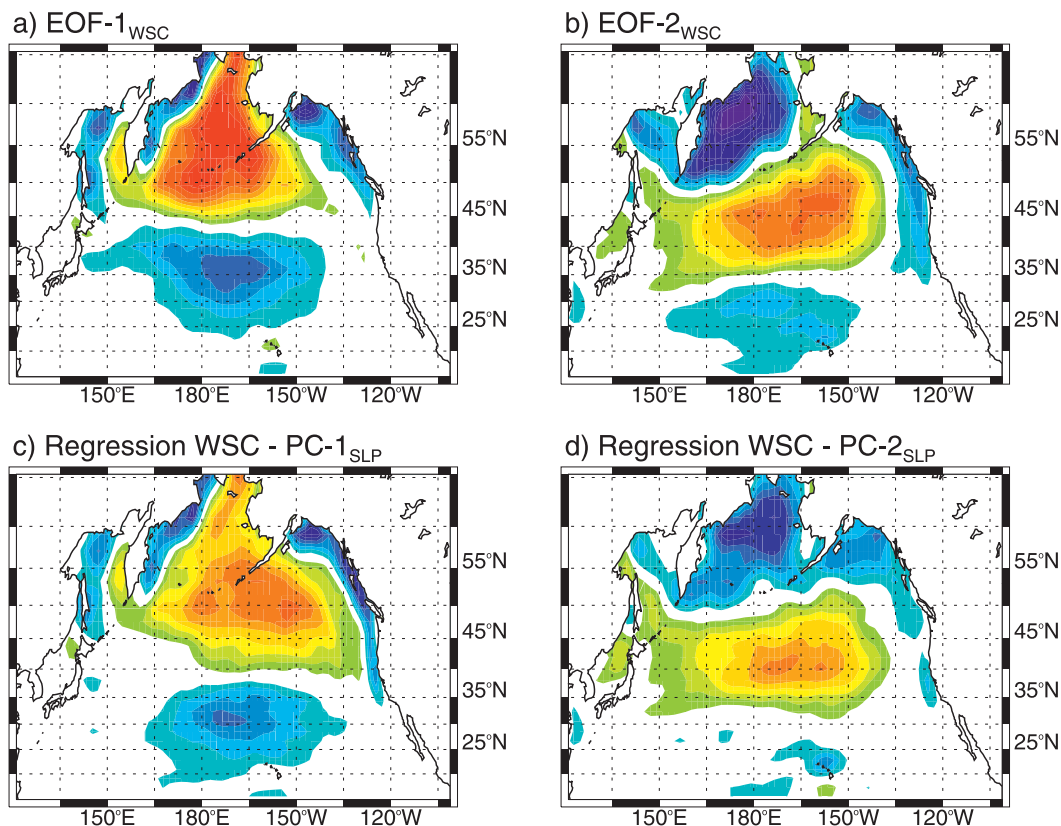 a) EOF-1WSC
b) EOF-2WSC
55°N
45°N
35°N
25°N
150°E 180°E 150°W 120°W
55°N
45°N
35°N
25°N
150°E 180°E 150°W 120°W
c) Regression WSC - PC-1SLP
d) Regression WSC - PC-2SLP
55°N
45°N
35°N
25°N
150°E 180°E 150°W 120°W
55°N
45°N
35°N
25°N
150°E 180°E 150°W 120°W